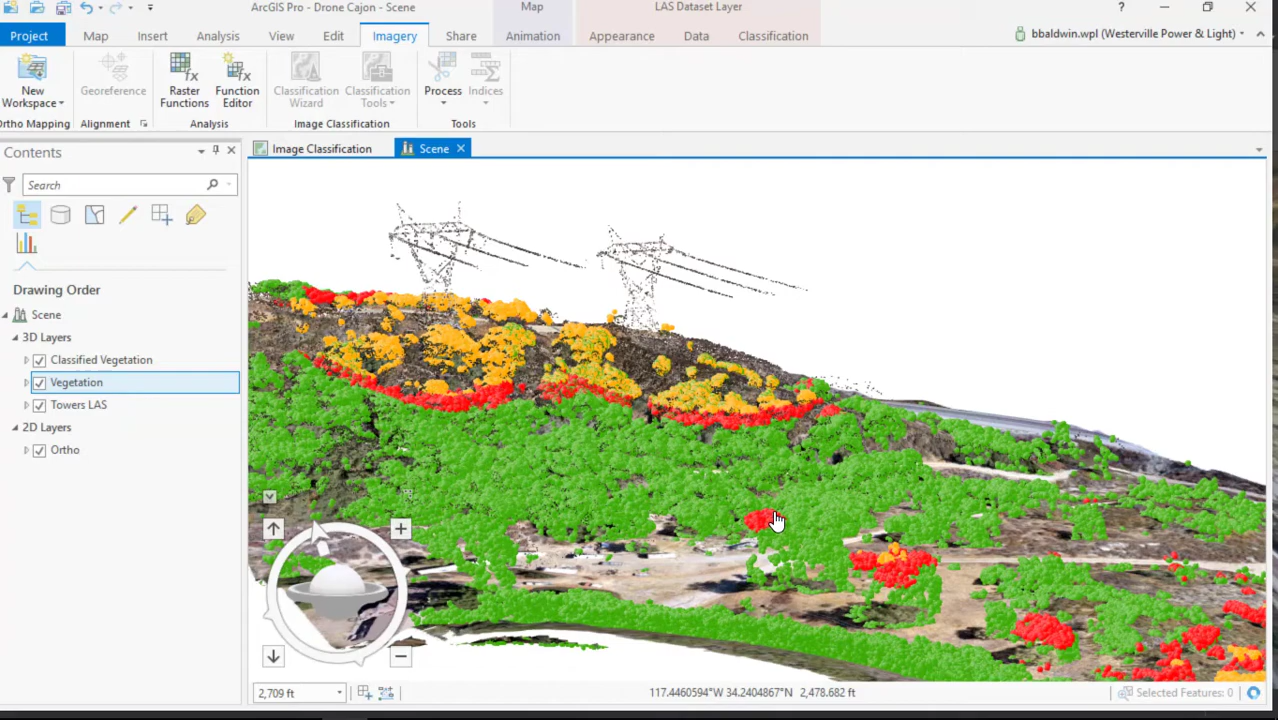 ArcGIS Pro - Drone Cajon - Scene
Map
LAS Dataset Layer
?
Project
Map
Insert
Analysis
View
Edit
Imagery
Share
Animation
Appearance
Data
Classification
bbaldwin.wpl (Westerville Power & Light)
New Workspace
Georeference
Raster Functions
Function Editor
Classification Wizard
Classification Tools
Process
Indices
Ortho Mapping
Alignment
Analysis
Image Classification
Tools
Contents
Search
Drawing Order
Scene
3D Layers
Classified Vegetation
Vegetation
Towers LAS
2D Layers
Ortho
Image Classification
Scene
2,709 ft
117.4460594°W 34.2404867°N 2,478.682 ft
Selected Features: 0